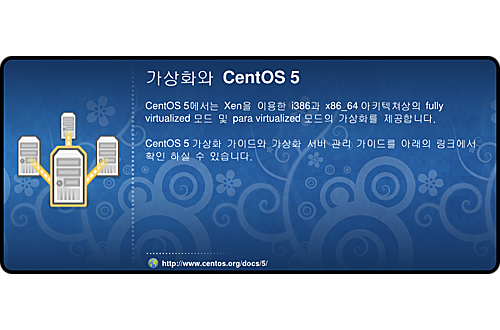 가상화와 CentOS 5
CentOS 5에서는 Xen을 이용한 i386과 x86_64 아키텍쳐상의 fully
virtualized 모드 및 para virtualized 모드의 가상화를 제공합니다.
CentOS 5 가상화 가이드와 가상화 서버 관리 가이드를 아래의 링크에서
확인 하실 수 있습니다.
http://www.centos.org/docs/5/